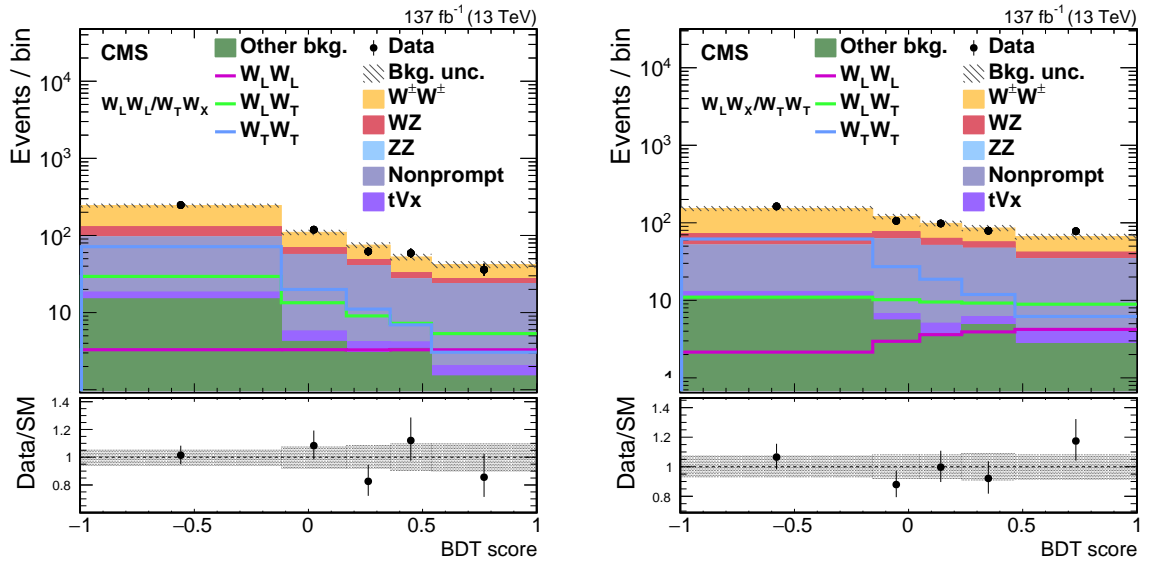 137 fb⁻¹ (13 TeV)
CMS
W_L W_L/W_T W_X
Other bkg.
W_L W_L
W_L W_T
W_T W_T
Data
Bkg. unc.
W±W±
WZ
ZZ
Nonprompt
tVx
Events / bin
10⁴
10³
10²
10
Data/SM
1.4
1.2
1
0.8
−1 −0.5 0 0.5 1
BDT score
137 fb⁻¹ (13 TeV)
CMS
W_L W_X/W_T W_T
Other bkg.
W_L W_L
W_L W_T
W_T W_T
Data
Bkg. unc.
W±W±
WZ
ZZ
Nonprompt
tVx
Events / bin
10⁴
10³
10²
10
1
Data/SM
1.4
1.2
1
0.8
−1 −0.5 0 0.5 1
BDT score